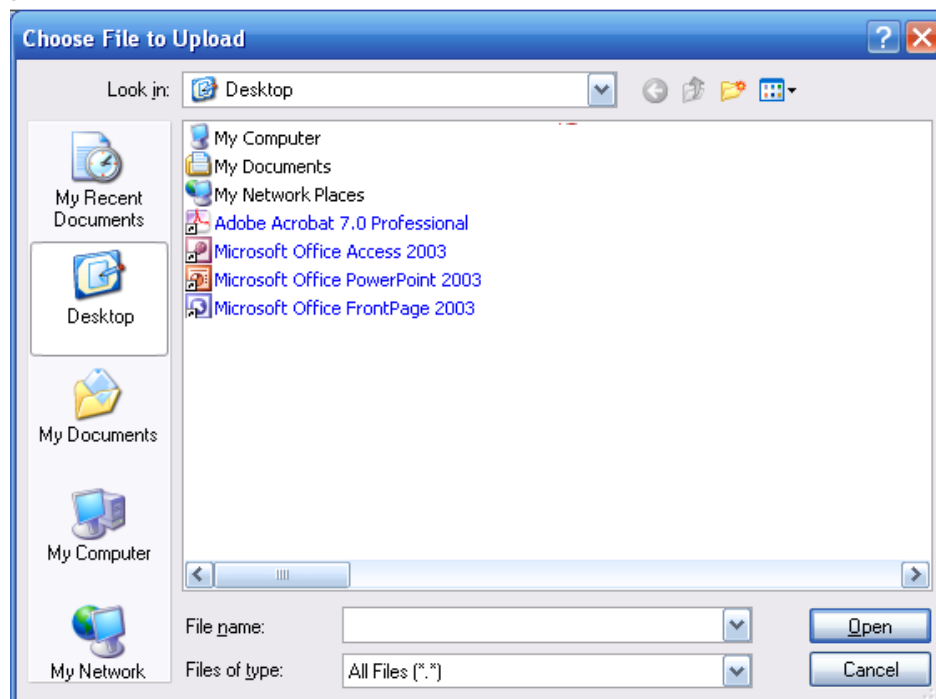 Choose File to Upload
Look in: Desktop
My Recent
Documents
Desktop
My Documents
My Computer
My Network
My Computer
My Documents
My Network Places
Adobe Acrobat 7.0 Professional
Microsoft Office Access 2003
Microsoft Office PowerPoint 2003
Microsoft Office FrontPage 2003
File name:
Open
Files of type: All Files (*.*)
Cancel